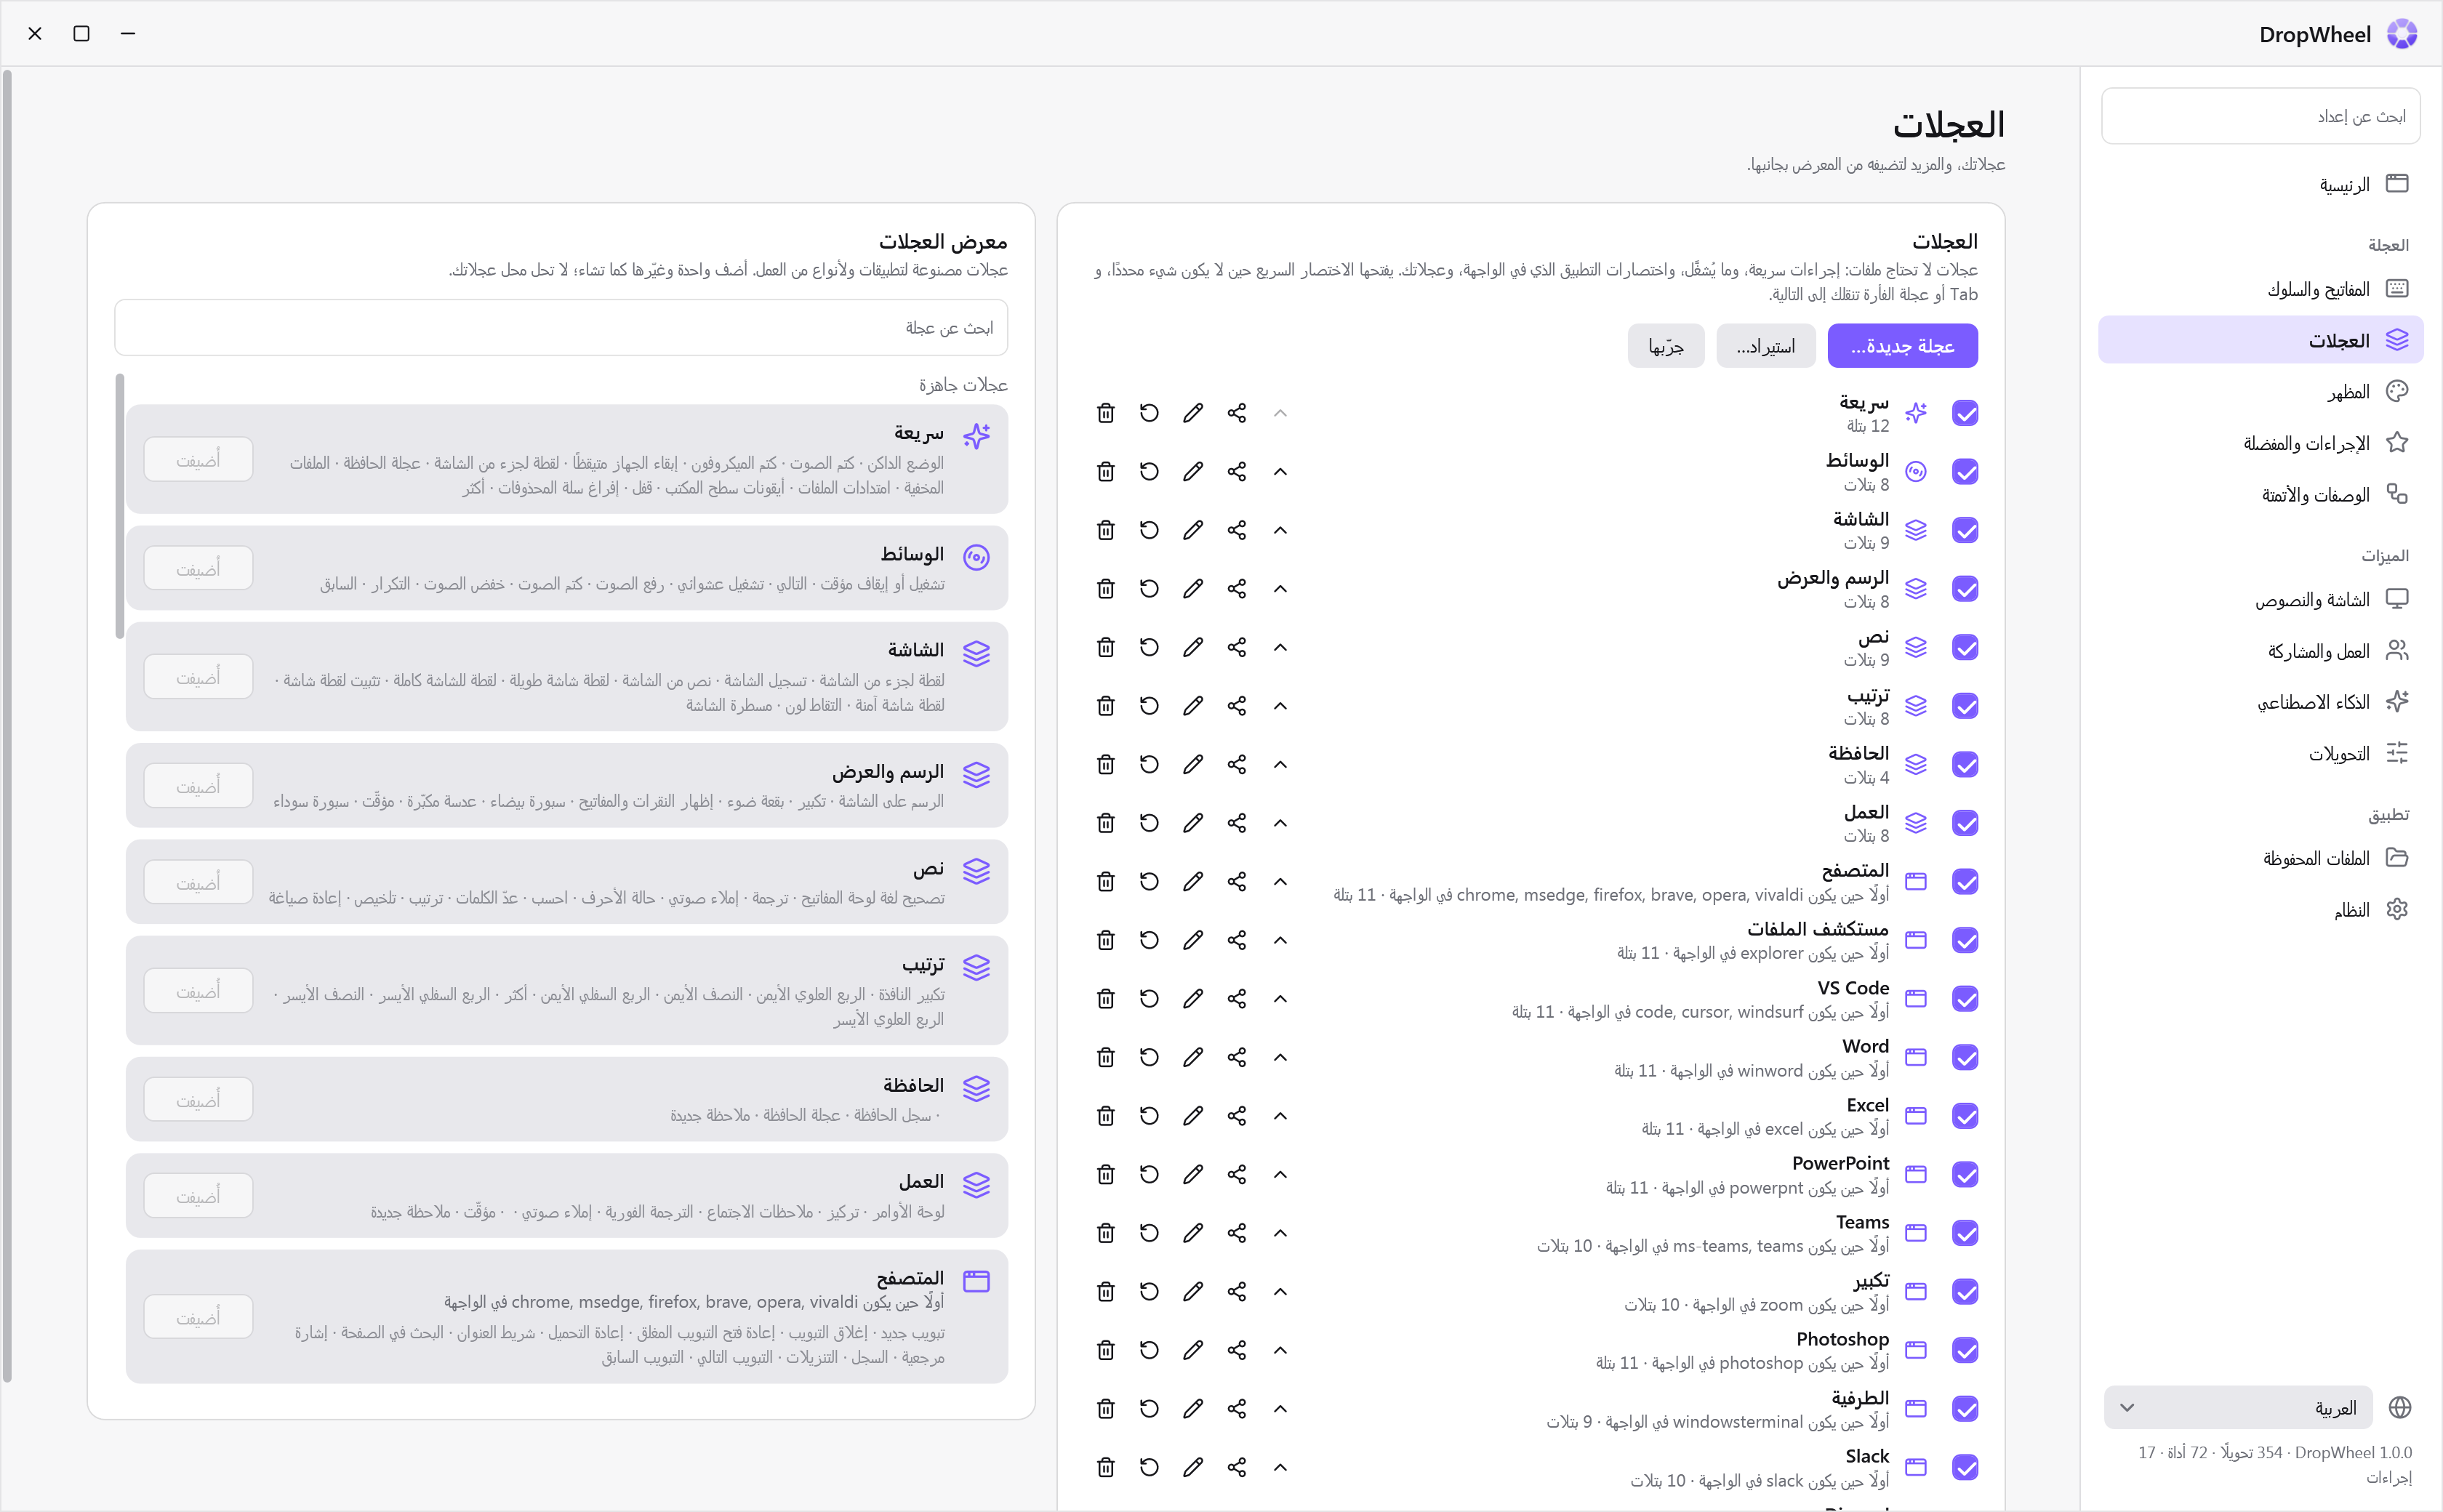 DropWheel
ابحث عن إعداد
الرئيسية
العجلة
المفاتيح والسلوك
العجلات
المظهر
الإجراءات والمفضلة
الوصفات والأتمتة
الميزات
الشاشة والنصوص
العمل والمشاركة
الذكاء الاصطناعي
التحويلات
تطبيق
الملفات المحفوظة
النظام
العربية
DropWheel 1.0.0 · 354 تحويلًا · 72 أداة · 17
إجراءات
العجلات
عجلاتك، والمزيد لتضيفه من المعرض بجانبها.
العجلات
عجلات لا تحتاج ملفات: إجراءات سريعة، وما يُشغَّل، واختصارات التطبيق الذي في الواجهة، وعجلاتك. يفتحها الاختصار السريع حين لا يكون شيء محددًا، و
Tab أو عجلة الفأرة تنقلك إلى التالية.
عجلة جديدة...
استيراد...
جرّبها
سريعة
12 بتلة
الوسائط
8 بتلات
الشاشة
9 بتلات
الرسم والعرض
8 بتلات
نص
9 بتلات
ترتيب
8 بتلات
الحافظة
4 بتلات
العمل
8 بتلات
المتصفح
أولًا حين يكون chrome, msedge, firefox, brave, opera, vivaldi في الواجهة · 11 بتلة
مستكشف الملفات
أولًا حين يكون explorer في الواجهة · 11 بتلة
VS Code
أولًا حين يكون code, cursor, windsurf في الواجهة · 11 بتلة
Word
أولًا حين يكون winword في الواجهة · 11 بتلة
Excel
أولًا حين يكون excel في الواجهة · 11 بتلة
PowerPoint
أولًا حين يكون powerpnt في الواجهة · 11 بتلة
Teams
أولًا حين يكون ms-teams, teams في الواجهة · 10 بتلات
تكبير
أولًا حين يكون zoom في الواجهة · 10 بتلات
Photoshop
أولًا حين يكون photoshop في الواجهة · 11 بتلة
الطرفية
أولًا حين يكون windowsterminal في الواجهة · 9 بتلات
Slack
أولًا حين يكون slack في الواجهة · 10 بتلات
معرض العجلات
عجلات مصنوعة لتطبيقات ولأنواع من العمل. أضف واحدة وغيّرها كما تشاء؛ لا تحل محل عجلاتك.
ابحث عن عجلة
عجلات جاهزة
سريعة
الوضع الداكن · كتم الصوت · كتم الميكروفون · إبقاء الجهاز متيقظًا · لقطة لجزء من الشاشة · عجلة الحافظة · الملفات
المخفية · امتدادات الملفات · أيقونات سطح المكتب · قفل · إفراغ سلة المحذوفات · أكثر
أُضيفت
الوسائط
تشغيل أو إيقاف مؤقت · التالي · تشغيل عشوائي · رفع الصوت · كتم الصوت · خفض الصوت · التكرار · السابق
أُضيفت
الشاشة
لقطة لجزء من الشاشة · تسجيل الشاشة · نص من الشاشة · لقطة شاشة طويلة · لقطة للشاشة كاملة · تثبيت لقطة شاشة ·
لقطة شاشة آمنة · التقاط لون · مسطرة الشاشة
أُضيفت
الرسم والعرض
الرسم على الشاشة · تكبير · بقعة ضوء · إظهار النقرات والمفاتيح · سبورة بيضاء · عدسة مكبّرة · مؤقّت · سبورة سوداء
أُضيفت
نص
تصحيح لغة لوحة المفاتيح · ترجمة · إملاء صوتي · حالة الأحرف · احسب · عدّ الكلمات · ترتيب · تلخيص · إعادة صياغة
أُضيفت
ترتيب
تكبير النافذة · الربع العلوي الأيمن · النصف الأيمن · الربع السفلي الأيمن · أكثر · الربع السفلي الأيسر · النصف الأيسر ·
الربع العلوي الأيسر
أُضيفت
الحافظة
· سجل الحافظة · عجلة الحافظة · ملاحظة جديدة
أُضيفت
العمل
لوحة الأوامر · تركيز · ملاحظات الاجتماع · الترجمة الفورية · إملاء صوتي · · مؤقّت · ملاحظة جديدة
أُضيفت
المتصفح
أولًا حين يكون chrome, msedge, firefox, brave, opera, vivaldi في الواجهة
تبويب جديد · إغلاق التبويب · إعادة فتح التبويب المغلق · إعادة التحميل · شريط العنوان · البحث في الصفحة · إشارة
مرجعية · السجل · التنزيلات · التبويب التالي · التبويب السابق
أُضيفت